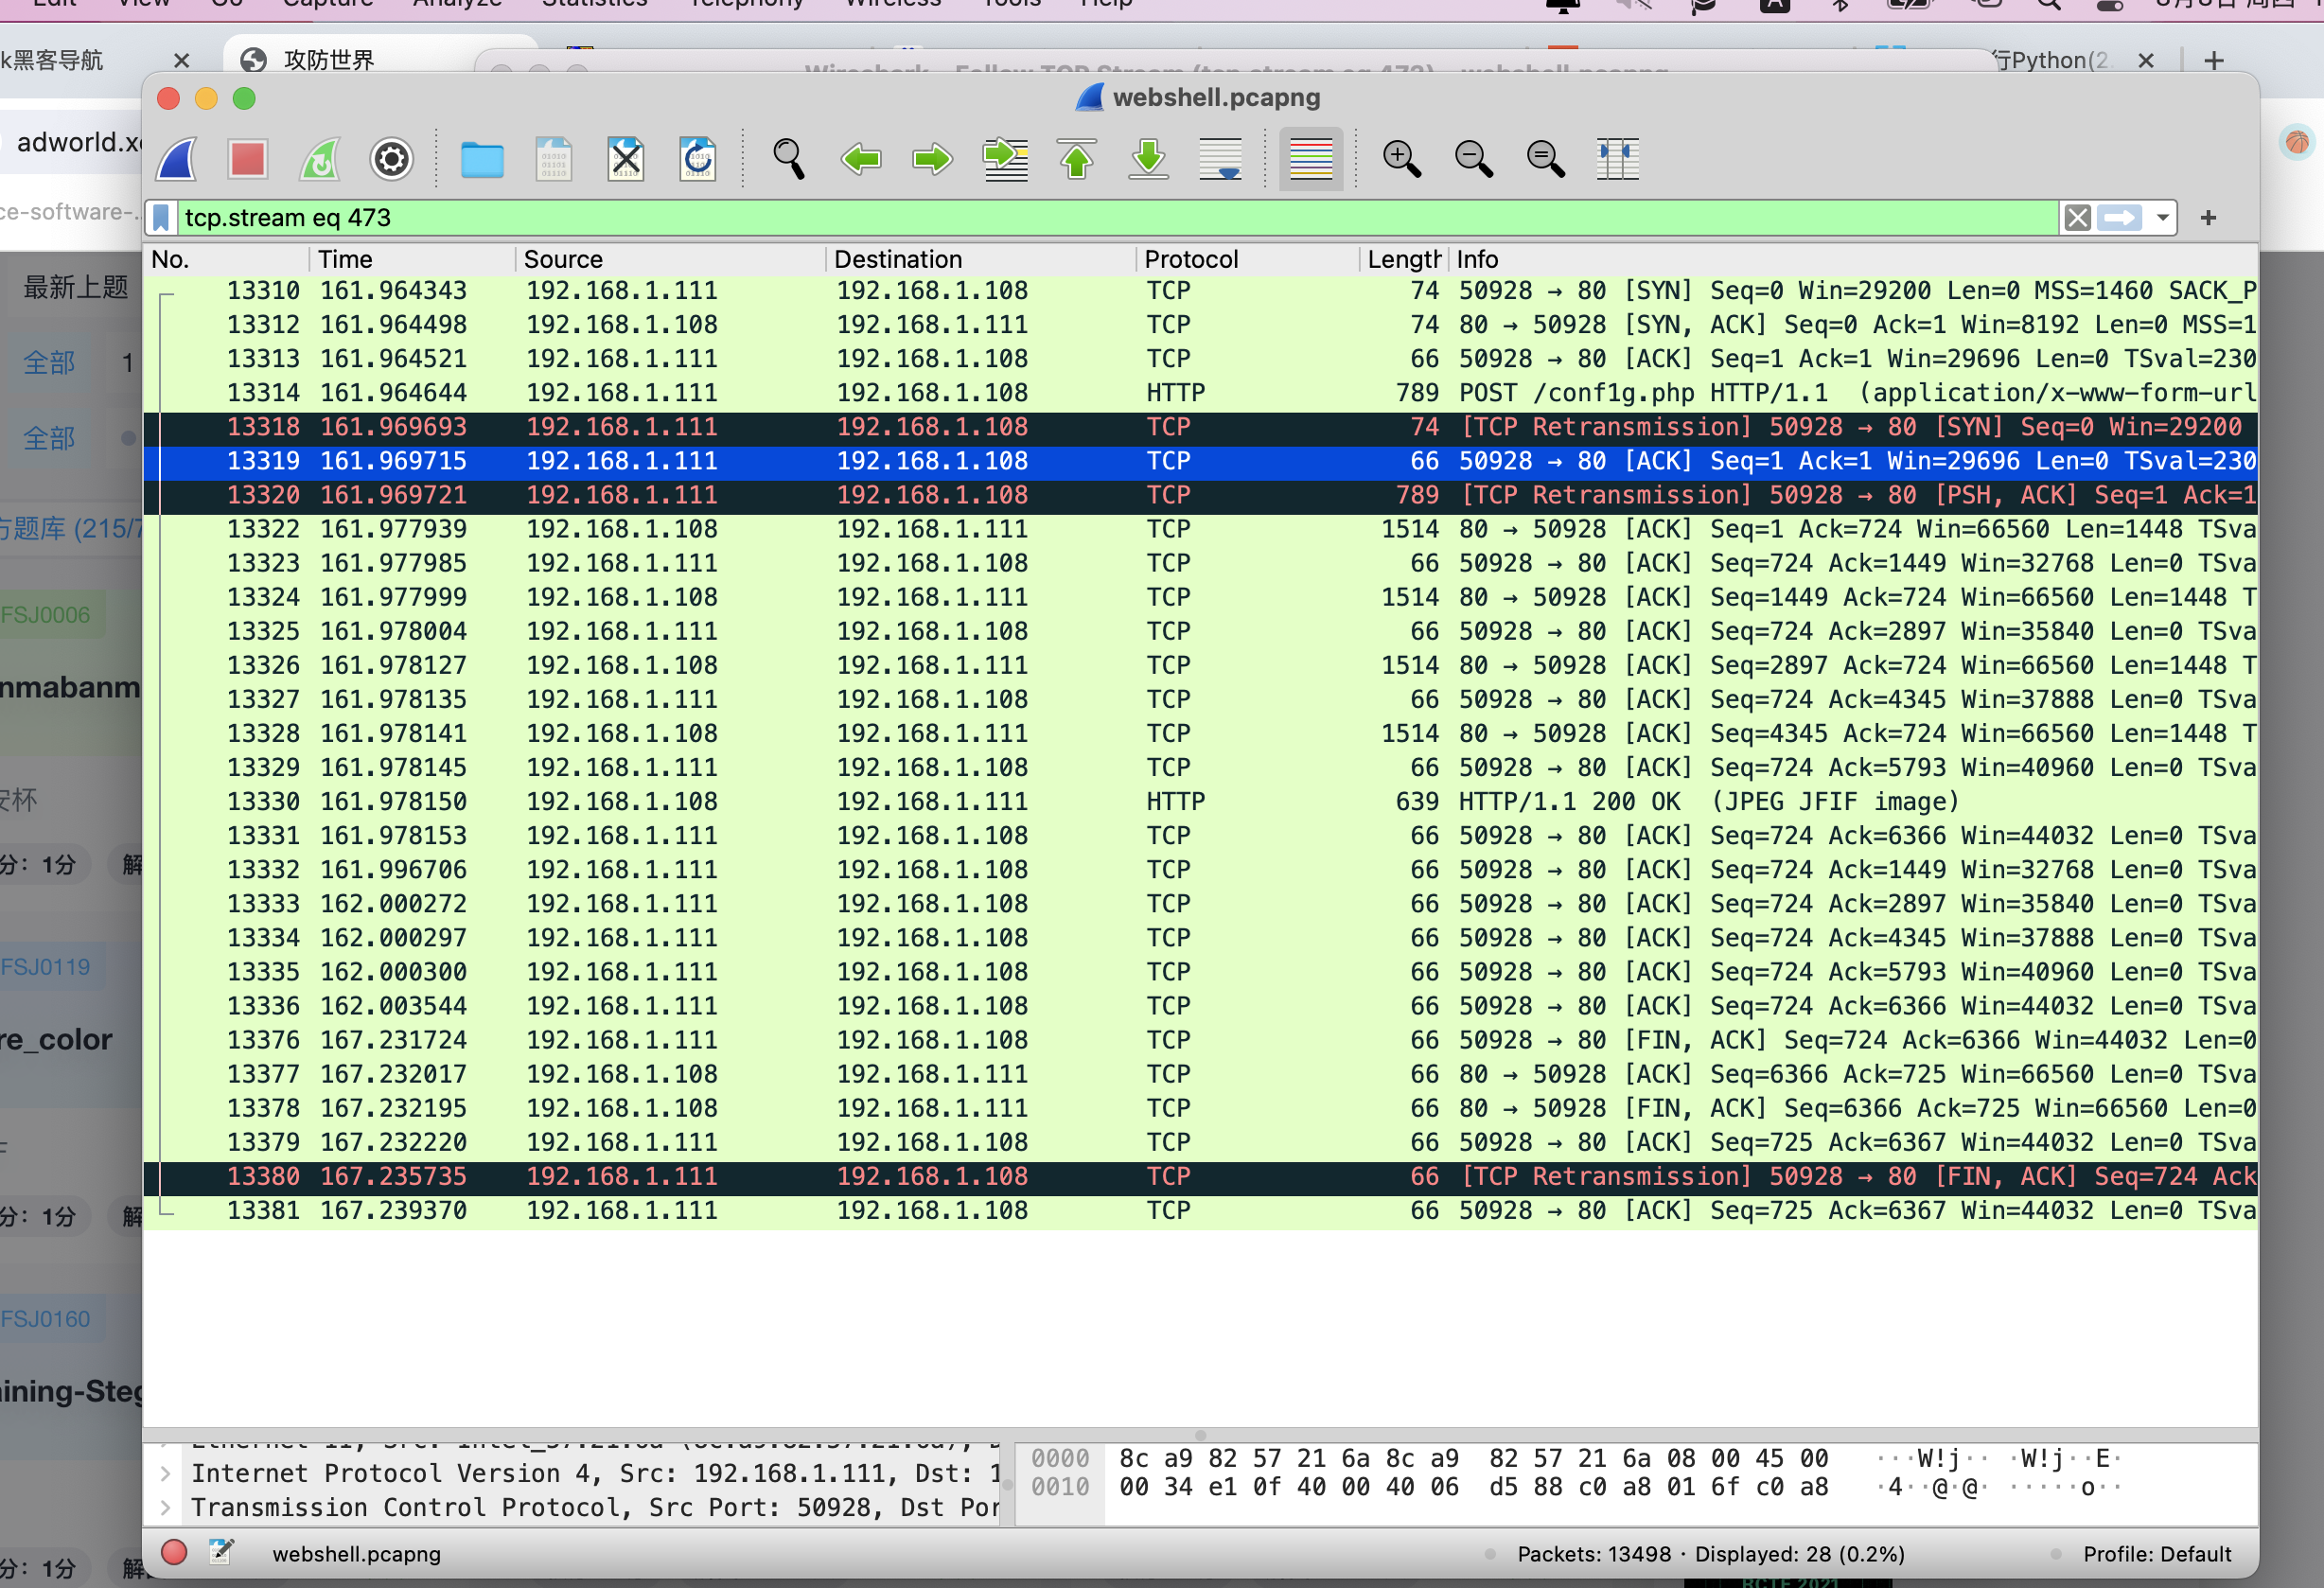 Edit View Go Capture Analyze Statistics Telephony Wireless Tools Help
k黑客导航
攻防世界
行Python(2.
Wireshark · Follow TCP Stream (tcp.stream eq 473) · webshell.pcapng
webshell.pcapng
adworld.x
ce-software-..
tcp.stream eq 473
No. Time Source Destination Protocol Length Info
最新上题
全部 1
全部
方题库 (215/7
FSJ0006
nmabanm
安杯
分: 1分 解
FSJ0119
re_color
分: 1分 解
FSJ0160
ining-Steg
分: 1分
13310 161.964343 192.168.1.111 192.168.1.108 TCP 74 50928 → 80 [SYN] Seq=0 Win=29200 Len=0 MSS=1460 SACK_P
13312 161.964498 192.168.1.108 192.168.1.111 TCP 74 80 → 50928 [SYN, ACK] Seq=0 Ack=1 Win=8192 Len=0 MSS=1
13313 161.964521 192.168.1.111 192.168.1.108 TCP 66 50928 → 80 [ACK] Seq=1 Ack=1 Win=29696 Len=0 TSval=230
13314 161.964644 192.168.1.111 192.168.1.108 HTTP 789 POST /conf1g.php HTTP/1.1 (application/x-www-form-url
13318 161.969693 192.168.1.111 192.168.1.108 TCP 74 [TCP Retransmission] 50928 → 80 [SYN] Seq=0 Win=29200
13319 161.969715 192.168.1.111 192.168.1.108 TCP 66 50928 → 80 [ACK] Seq=1 Ack=1 Win=29696 Len=0 TSval=230
13320 161.969721 192.168.1.111 192.168.1.108 TCP 789 [TCP Retransmission] 50928 → 80 [PSH, ACK] Seq=1 Ack=1
13322 161.977939 192.168.1.108 192.168.1.111 TCP 1514 80 → 50928 [ACK] Seq=1 Ack=724 Win=66560 Len=1448 TSva
13323 161.977985 192.168.1.111 192.168.1.108 TCP 66 50928 → 80 [ACK] Seq=724 Ack=1449 Win=32768 Len=0 TSva
13324 161.977999 192.168.1.108 192.168.1.111 TCP 1514 80 → 50928 [ACK] Seq=1449 Ack=724 Win=66560 Len=1448 T
13325 161.978004 192.168.1.111 192.168.1.108 TCP 66 50928 → 80 [ACK] Seq=724 Ack=2897 Win=35840 Len=0 TSva
13326 161.978127 192.168.1.108 192.168.1.111 TCP 1514 80 → 50928 [ACK] Seq=2897 Ack=724 Win=66560 Len=1448 T
13327 161.978135 192.168.1.111 192.168.1.108 TCP 66 50928 → 80 [ACK] Seq=724 Ack=4345 Win=37888 Len=0 TSva
13328 161.978141 192.168.1.108 192.168.1.111 TCP 1514 80 → 50928 [ACK] Seq=4345 Ack=724 Win=66560 Len=1448 T
13329 161.978145 192.168.1.111 192.168.1.108 TCP 66 50928 → 80 [ACK] Seq=724 Ack=5793 Win=40960 Len=0 TSva
13330 161.978150 192.168.1.108 192.168.1.111 HTTP 639 HTTP/1.1 200 OK (JPEG JFIF image)
13331 161.978153 192.168.1.111 192.168.1.108 TCP 66 50928 → 80 [ACK] Seq=724 Ack=6366 Win=44032 Len=0 TSva
13332 161.996706 192.168.1.111 192.168.1.108 TCP 66 50928 → 80 [ACK] Seq=724 Ack=1449 Win=32768 Len=0 TSva
13333 162.000272 192.168.1.111 192.168.1.108 TCP 66 50928 → 80 [ACK] Seq=724 Ack=2897 Win=35840 Len=0 TSva
13334 162.000297 192.168.1.111 192.168.1.108 TCP 66 50928 → 80 [ACK] Seq=724 Ack=4345 Win=37888 Len=0 TSva
13335 162.000300 192.168.1.111 192.168.1.108 TCP 66 50928 → 80 [ACK] Seq=724 Ack=5793 Win=40960 Len=0 TSva
13336 162.003544 192.168.1.111 192.168.1.108 TCP 66 50928 → 80 [ACK] Seq=724 Ack=6366 Win=44032 Len=0 TSva
13376 167.231724 192.168.1.111 192.168.1.108 TCP 66 50928 → 80 [FIN, ACK] Seq=724 Ack=6366 Win=44032 Len=0
13377 167.232017 192.168.1.108 192.168.1.111 TCP 66 80 → 50928 [ACK] Seq=6366 Ack=725 Win=66560 Len=0 TSva
13378 167.232195 192.168.1.108 192.168.1.111 TCP 66 80 → 50928 [FIN, ACK] Seq=6366 Ack=725 Win=66560 Len=0
13379 167.232220 192.168.1.111 192.168.1.108 TCP 66 50928 → 80 [ACK] Seq=725 Ack=6367 Win=44032 Len=0 TSva
13380 167.235735 192.168.1.111 192.168.1.108 TCP 66 [TCP Retransmission] 50928 → 80 [FIN, ACK] Seq=724 Ack
13381 167.239370 192.168.1.111 192.168.1.108 TCP 66 50928 → 80 [ACK] Seq=725 Ack=6367 Win=44032 Len=0 TSva
Internet Protocol Version 4, Src: 192.168.1.111, Dst: 1
Transmission Control Protocol, Src Port: 50928, Dst Por
0000 8c a9 82 57 21 6a 8c a9 82 57 21 6a 08 00 45 00 ···W!j·· ·W!j··E·
0010 00 34 e1 0f 40 00 40 06 d5 88 c0 a8 01 6f c0 a8 ·4··@·@· ·····o··
webshell.pcapng
Packets: 13498 · Displayed: 28 (0.2%)
Profile: Default
RCTF 2021